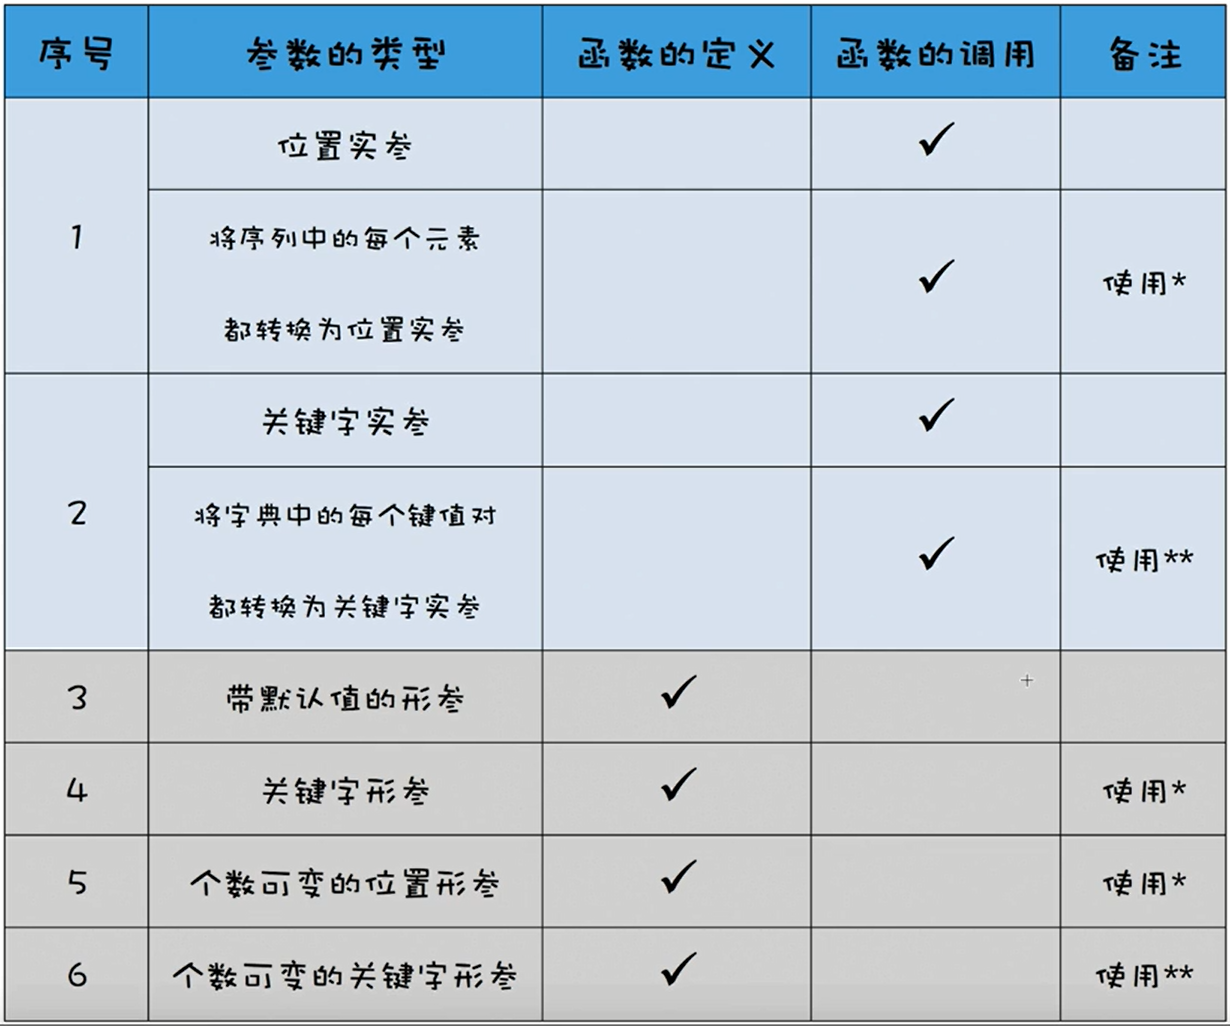 序号 参数的类型 函数的定义 函数的调用 备注
1
位置实参 ✓
将序列中的每个元素
都转换为位置实参 ✓ 使用*
2
关键字实参 ✓
将字典中的每个键值对
都转换为关键字实参 ✓ 使用**
3 带默认值的形参 ✓
4 关键字形参 ✓ 使用*
5 个数可变的位置形参 ✓ 使用*
6 个数可变的关键字形参 ✓ 使用**